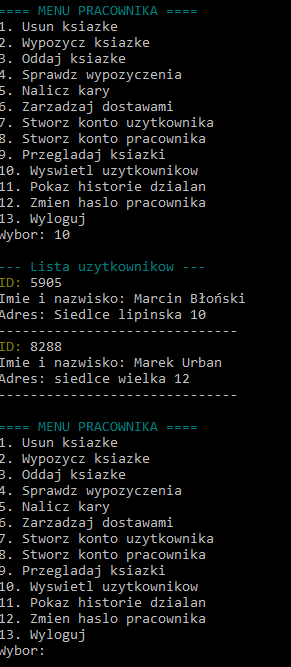 ==== MENU PRACOWNIKA ====
1. Usun ksiazke
2. Wypozycz ksiazke
3. Oddaj ksiazke
4. Sprawdz wypozyczenia
5. Nalicz kary
6. Zarzadzaj dostawami
7. Stworz konto uzytkownika
8. Stworz konto pracownika
9. Przegladaj ksiazki
10. Wyswietl uzytkownikow
11. Pokaz historie dzialan
12. Zmien haslo pracownika
13. Wyloguj
Wybor: 10
--- Lista uzytkownikow ---
ID: 5905
Imie i nazwisko: Marcin Błoński
Adres: Siedlce lipinska 10
------------------------------
ID: 8288
Imie i nazwisko: Marek Urban
Adres: siedlce wielka 12
------------------------------
==== MENU PRACOWNIKA ====
1. Usun ksiazke
2. Wypozycz ksiazke
3. Oddaj ksiazke
4. Sprawdz wypozyczenia
5. Nalicz kary
6. Zarzadzaj dostawami
7. Stworz konto uzytkownika
8. Stworz konto pracownika
9. Przegladaj ksiazki
10. Wyswietl uzytkownikow
11. Pokaz historie dzialan
12. Zmien haslo pracownika
13. Wyloguj
Wybor: